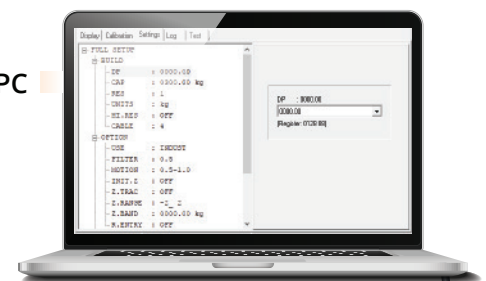 PC
Display Calibration Settings Log Test
FULL SETUP
BUILD
DP : 0000.00
CAP : 0300.00 kg
RES : 1
UNITS : kg
HI.RES : OFF
CABLE : 4
OPTION
USE : INDUST
FILTER : 0.5
MOTION : 0.5-1.0
INIT.Z : OFF
Z.TRAC : OFF
Z.RANGE : -2_ 2
Z.BAND : 0000.00 kg
R.ENTRY : OFF
DP : 0000.00
0000.00